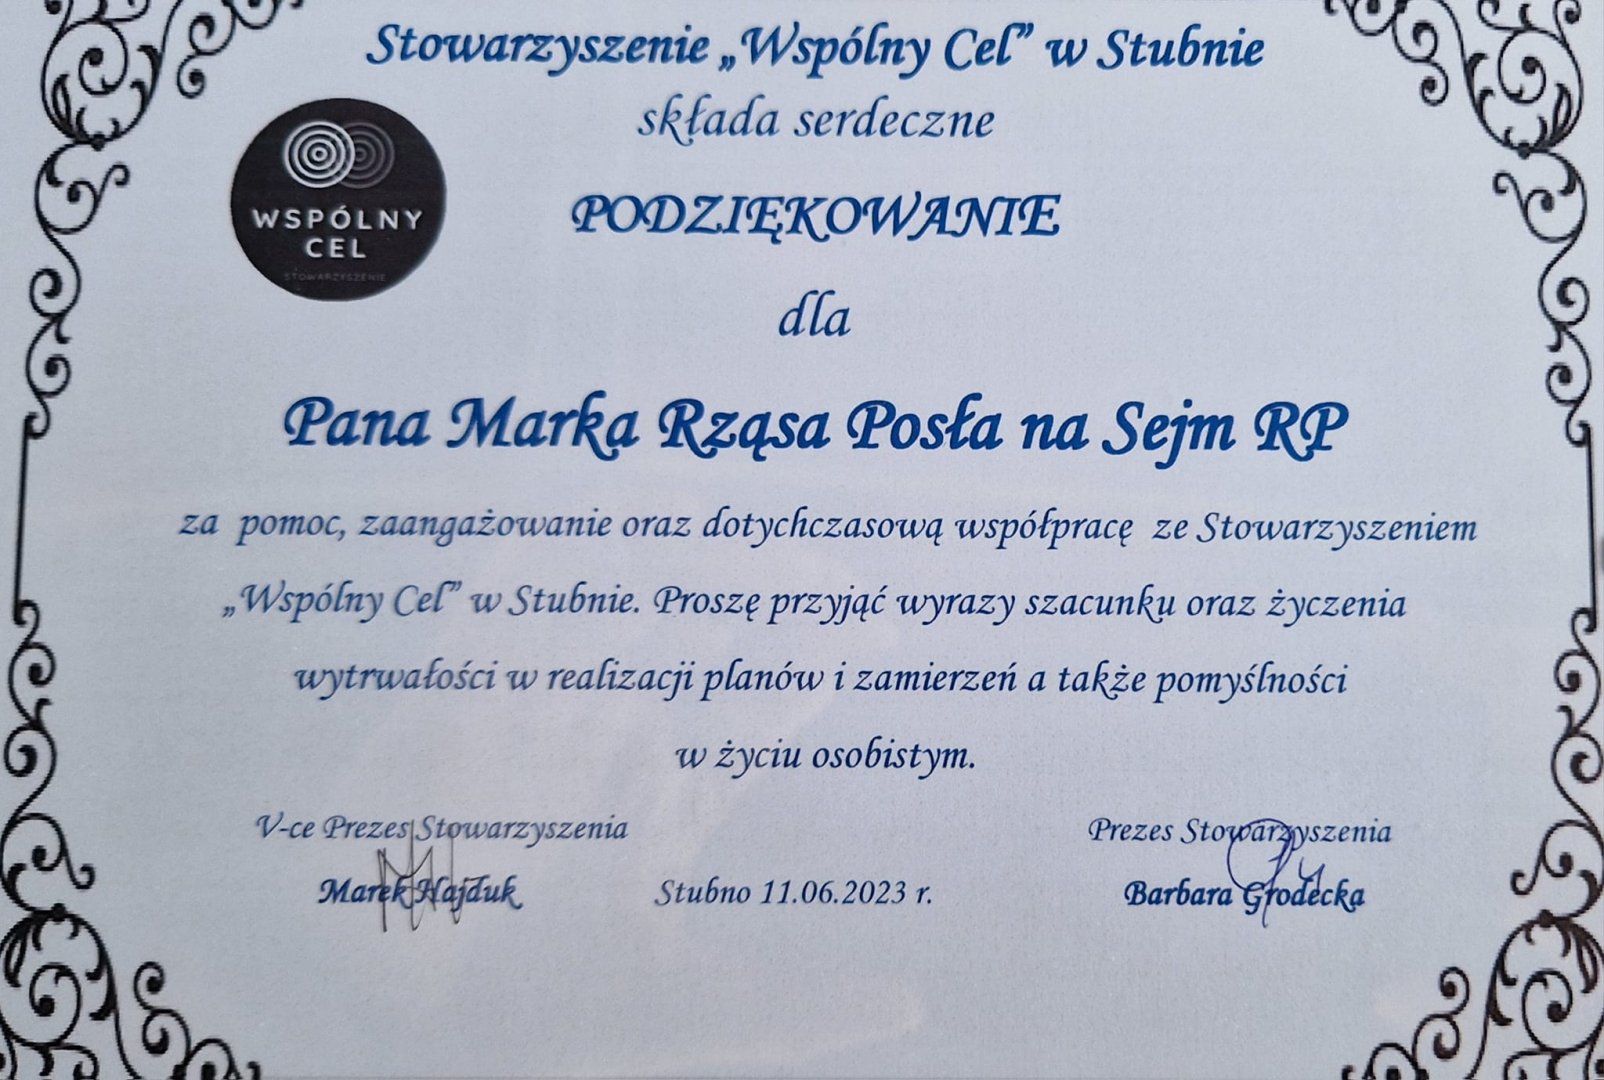 Stowarzyszenie „Wspólny Cel” w Stubnie
składa serdeczne
WSPÓLNY
CEL
STOWARZYSZENIE
PODZIĘKOWANIE
dla
Pana Marka Rząsa Posła na Sejm RP
za pomoc, zaangażowanie oraz dotychczasową współpracę ze Stowarzyszeniem
„Wspólny Cel” w Stubnie. Proszę przyjąć wyrazy szacunku oraz życzenia
wytrwałości w realizacji planów i zamierzeń a także pomyślności
w życiu osobistym.
V-ce Prezes Stowarzyszenia
Marek Hajduk
Stubno 11.06.2023 r.
Prezes Stowarzyszenia
Barbara Grodecka